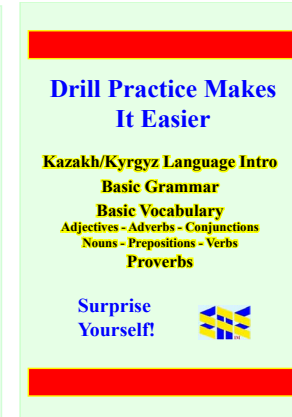 Drill Practice Makes
It Easier
Kazakh/Kyrgyz Language Intro
Basic Grammar
Basic Vocabulary
Adjectives - Adverbs - Conjunctions
Nouns - Prepositions - Verbs
Proverbs
Surprise
Yourself!